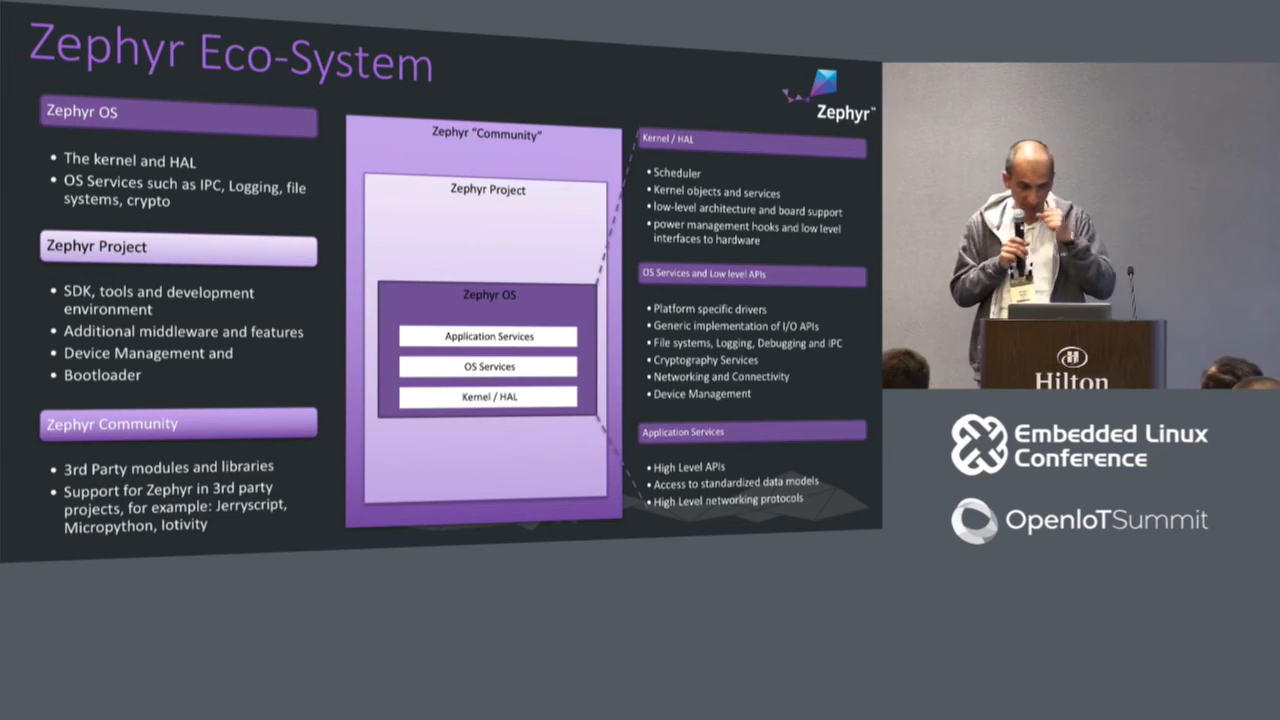 Zephyr Eco-System
Zephyr™
Zephyr OS
• The kernel and HAL
• OS Services such as IPC, Logging, file
systems, crypto
Zephyr Project
• SDK, tools and development
environment
• Additional middleware and features
• Device Management and
• Bootloader
Zephyr Community
• 3rd Party modules and libraries
• Support for Zephyr in 3rd party
projects, for example: Jerryscript,
Micropython, Iotivity
Zephyr "Community"
Zephyr Project
Zephyr OS
Application Services
OS Services
Kernel / HAL
Kernel / HAL
• Scheduler
• Kernel objects and services
• low-level architecture and board support
• power management hooks and low level
interfaces to hardware
OS Services and Low level APIs
• Platform specific drivers
• Generic implementation of I/O APIs
• File systems, Logging, Debugging and IPC
• Cryptography Services
• Networking and Connectivity
• Device Management
Application Services
• High Level APIs
• Access to standardized data models
• High Level networking protocols
Hilton
Embedded Linux
Conference
OpenIoTSummit